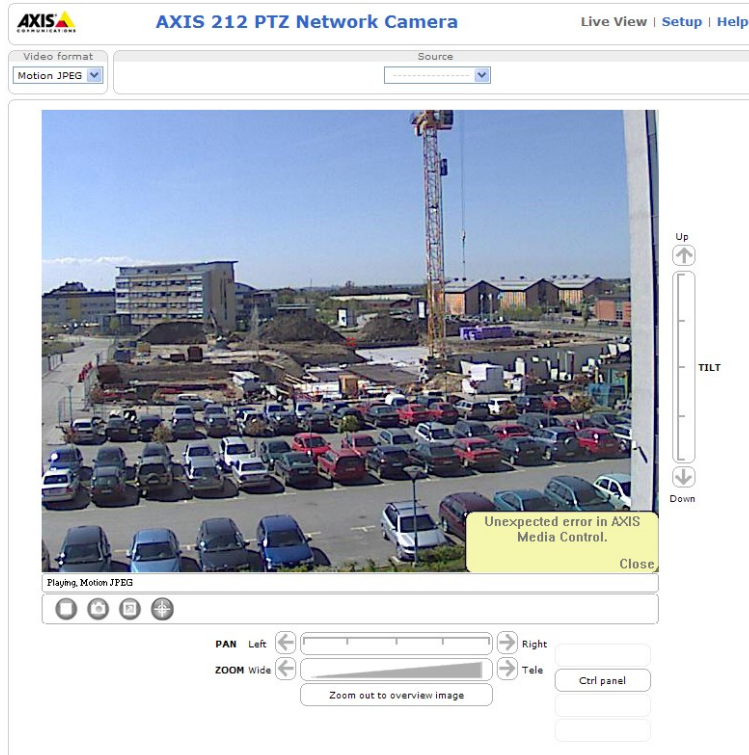 AXIS
COMMUNICATIONS
AXIS 212 PTZ Network Camera
Live View | Setup | Help
Video format
Source
Motion JPEG
Up
TILT
Down
Unexpected error in AXIS
Media Control.
Close
Playing, Motion JPEG
PAN Left
Right
ZOOM Wide
Tele
Ctrl panel
Zoom out to overview image